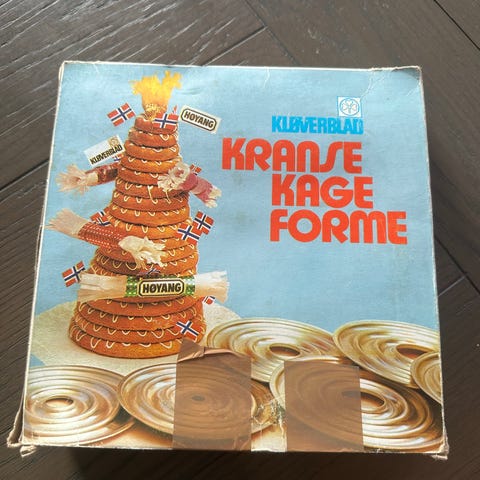 HØYANG
KLØVERBLAD
KLØVERBLAD
KRANSE
KAGE
FORME
HØYANG